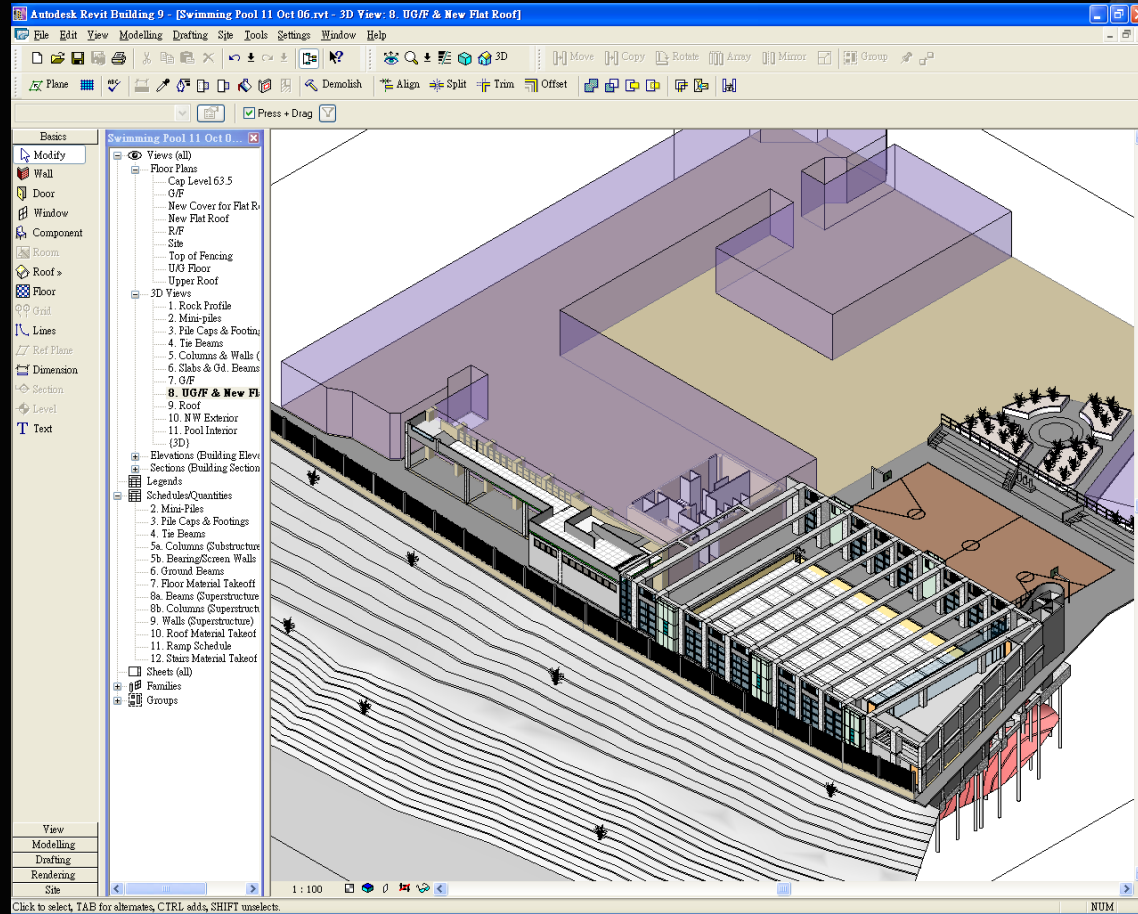 Autodesk Revit Building 9 - [Swimming Pool 11 Oct 06.rvt - 3D View: 8. UG/F & New Flat Roof]
File Edit View Modelling Drafting Site Tools Settings Window Help
3D Move Copy Rotate Array Mirror Group
Plane Demolish Align Split Trim Offset
Press + Drag
Basics
Modify
Wall
Door
Window
Component
Room
Roof »
Floor
Grid
Lines
Ref Plane
Dimension
Section
Level
Text
View
Modelling
Drafting
Rendering
Site
Swimming Pool 11 Oct 0...
Views (all)
Floor Plans
Cap Level 63.5
G/F
New Cover for Flat R
New Flat Roof
R/F
Site
Top of Fencing
U/G Floor
Upper Roof
3D Views
1. Rock Profile
2. Mini-piles
3. Pile Caps & Footing
4. Tie Beams
5. Columns & Walls (
6. Slabs & Gd. Beams
7. G/F
8. UG/F & New Fl
9. Roof
10. NW Exterior
11. Pool Interior
{3D}
Elevations (Building Eleva
Sections (Building Section
Legends
Schedules/Quantities
2. Mini-Piles
3. Pile Caps & Footings
4. Tie Beams
5a. Columns (Substructure
5b. Bearing/Screen Walls
6. Ground Beams
7. Floor Material Takeoff
8a. Beams (Superstructure
8b. Columns (Superstruct
9. Walls (Superstructure)
10. Roof Material Takeof
11. Ramp Schedule
12. Stairs Material Takeof
Sheets (all)
Families
Groups
1 : 100
Click to select, TAB for alternates, CTRL adds, SHIFT unselects.
NUM